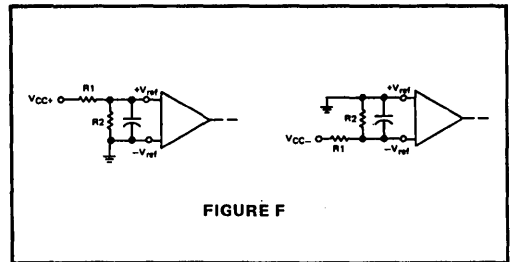 VCC+
R1
+Vref
R2
−Vref
+Vref
R2
VCC−
R1
−Vref
FIGURE F